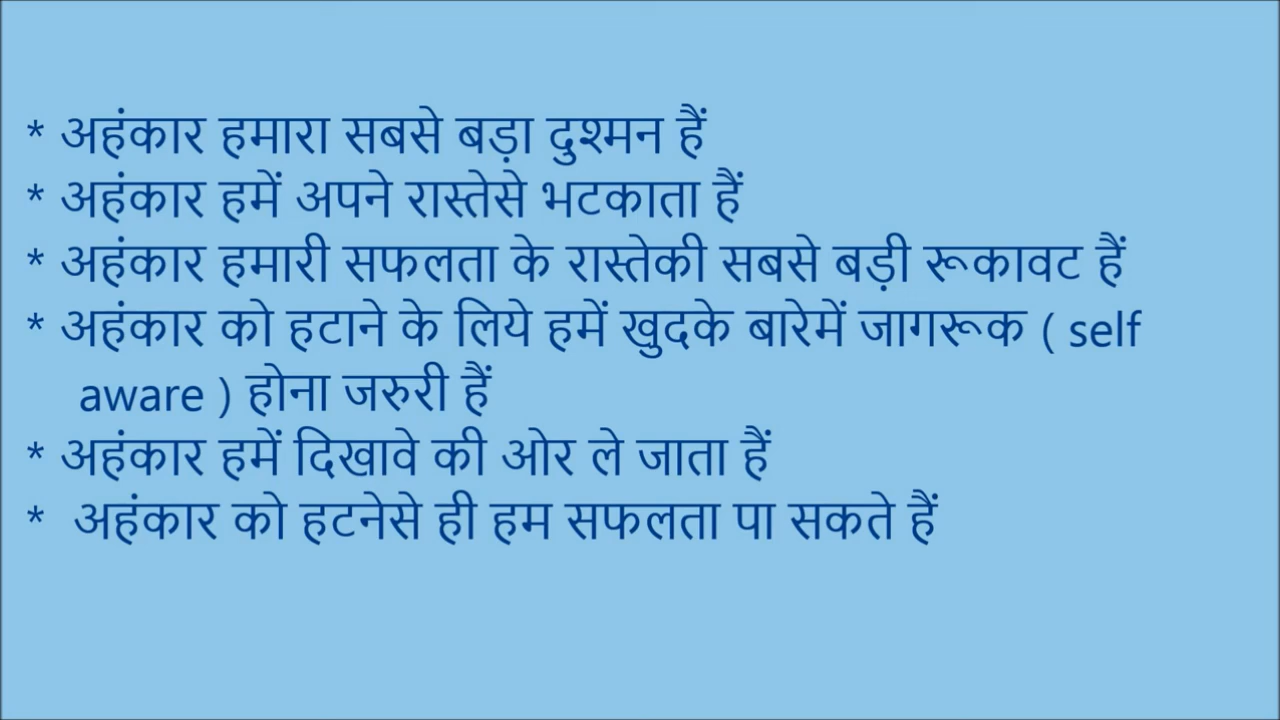 * अहंकार हमारा सबसे बड़ा दुश्मन हैं
* अहंकार हमें अपने रास्तेसे भटकाता हैं
* अहंकार हमारी सफलता के रास्तेकी सबसे बड़ी रूकावट हैं
* अहंकार को हटाने के लिये हमें खुदके बारेमें जागरूक ( self
aware ) होना जरुरी हैं
* अहंकार हमें दिखावे की ओर ले जाता हैं
* अहंकार को हटनेसे ही हम सफलता पा सकते हैं